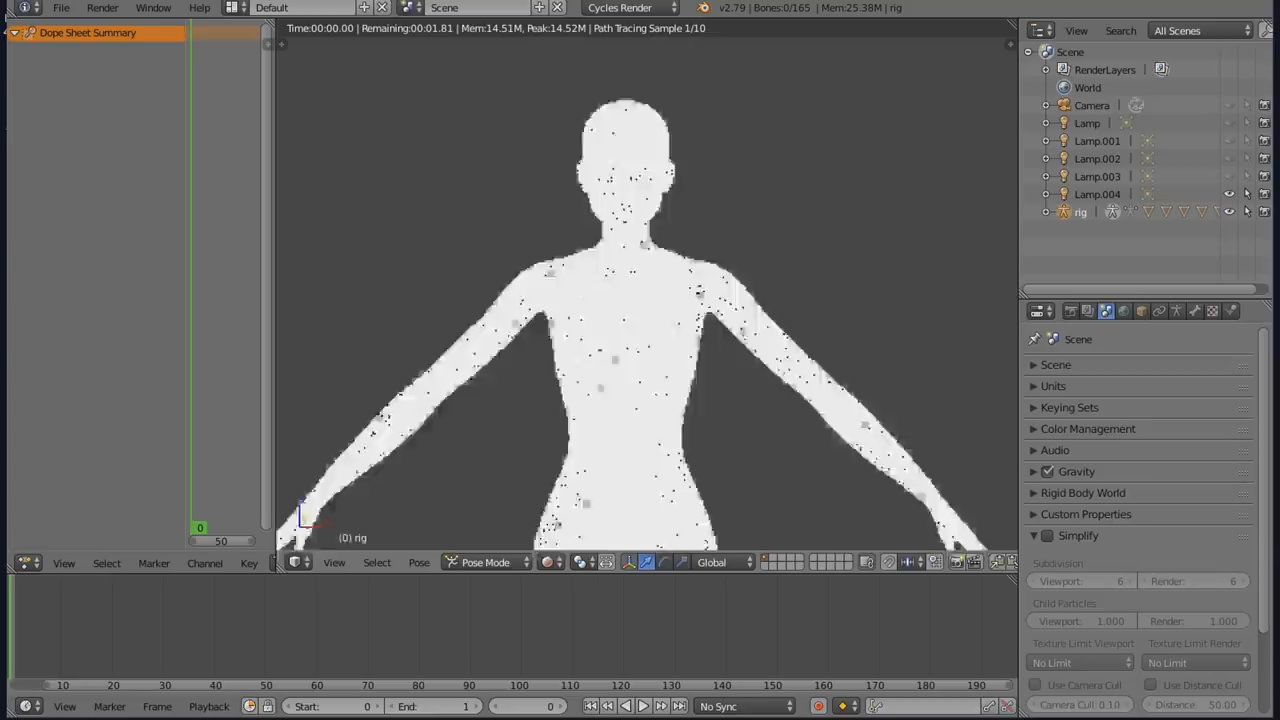 File Render Window Help Default Scene Cycles Render v2.79 | Bones:0/165 | Mem:25.38M | rig
Dope Sheet Summary
Time:00:00.00 | Remaining:00:01.81 | Mem:14.51M, Peak:14.52M | Path Tracing Sample 1/10
View Search All Scenes
Scene
RenderLayers
World
Camera
Lamp
Lamp.001
Lamp.002
Lamp.003
Lamp.004
rig
Scene
Scene
Units
Keying Sets
Color Management
Audio
Gravity
Rigid Body World
Custom Properties
Simplify
Subdivision
Viewport: 6 Render: 6
Child Particles
Viewport: 1.000 Render: 1.000
Texture Limit Viewport Texture Limit Render
No Limit No Limit
Use Camera Cull Use Distance Cull
Camera Cull 0.10 Distance: 50.00
0
50
(0) rig
View Select Marker Channel Key
View Select Pose Pose Mode Global
10 20 30 40 50 60 70 80 90 100 110 120 130 140 150 160 170 180 190
View Marker Frame Playback Start: 0 End: 1 0 No Sync